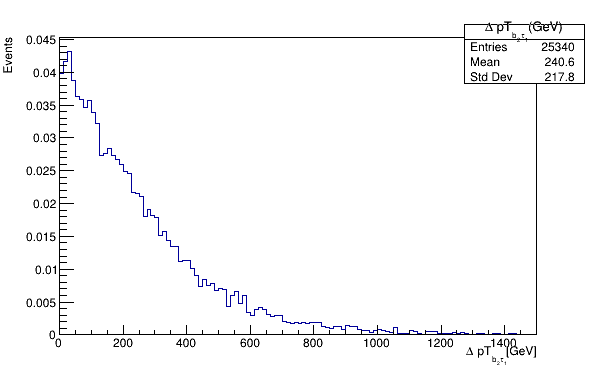 Δ pT_{b_2τ_1}(GeV)
Entries 25340
Mean 240.6
Std Dev 217.8
Events
0.045
0.04
0.035
0.03
0.025
0.02
0.015
0.01
0.005
0
0 200 400 600 800 1000 1200 1400
Δ pT_{b_2τ_1}[GeV]